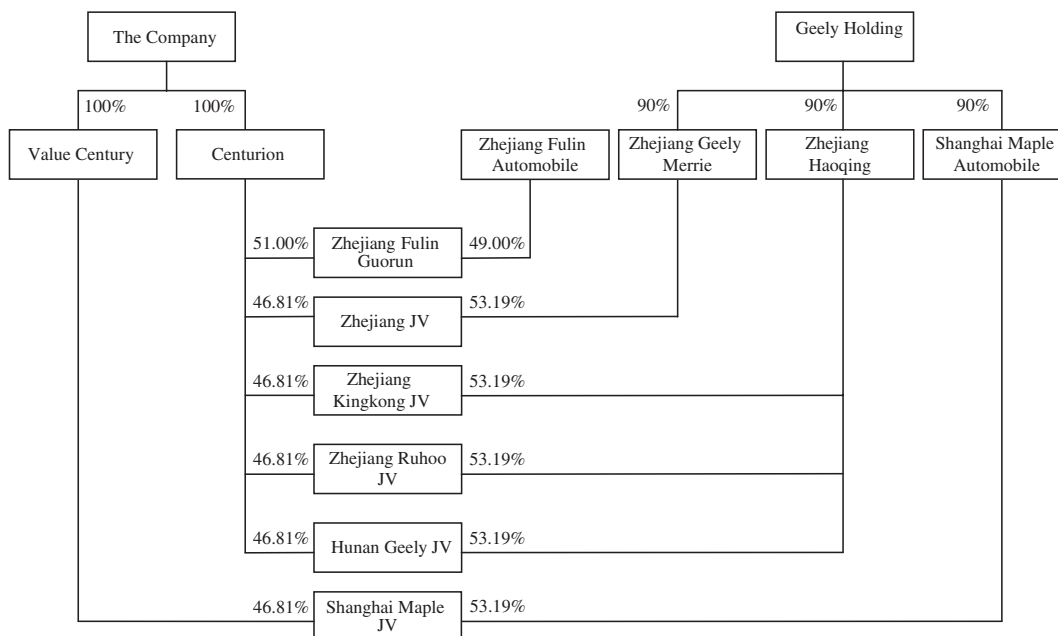 The Company
Geely Holding
100%
100%
90%
90%
90%
Value Century
Centurion
Zhejiang Fulin
Automobile
Zhejiang Geely
Merrie
Zhejiang
Haoqing
Shanghai Maple
Automobile
51.00%
Zhejiang Fulin
Guorun
49.00%
46.81%
Zhejiang JV
53.19%
46.81%
Zhejiang
Kingkong JV
53.19%
46.81%
Zhejiang Ruhoo
JV
53.19%
46.81%
Hunan Geely JV
53.19%
46.81%
Shanghai Maple
JV
53.19%